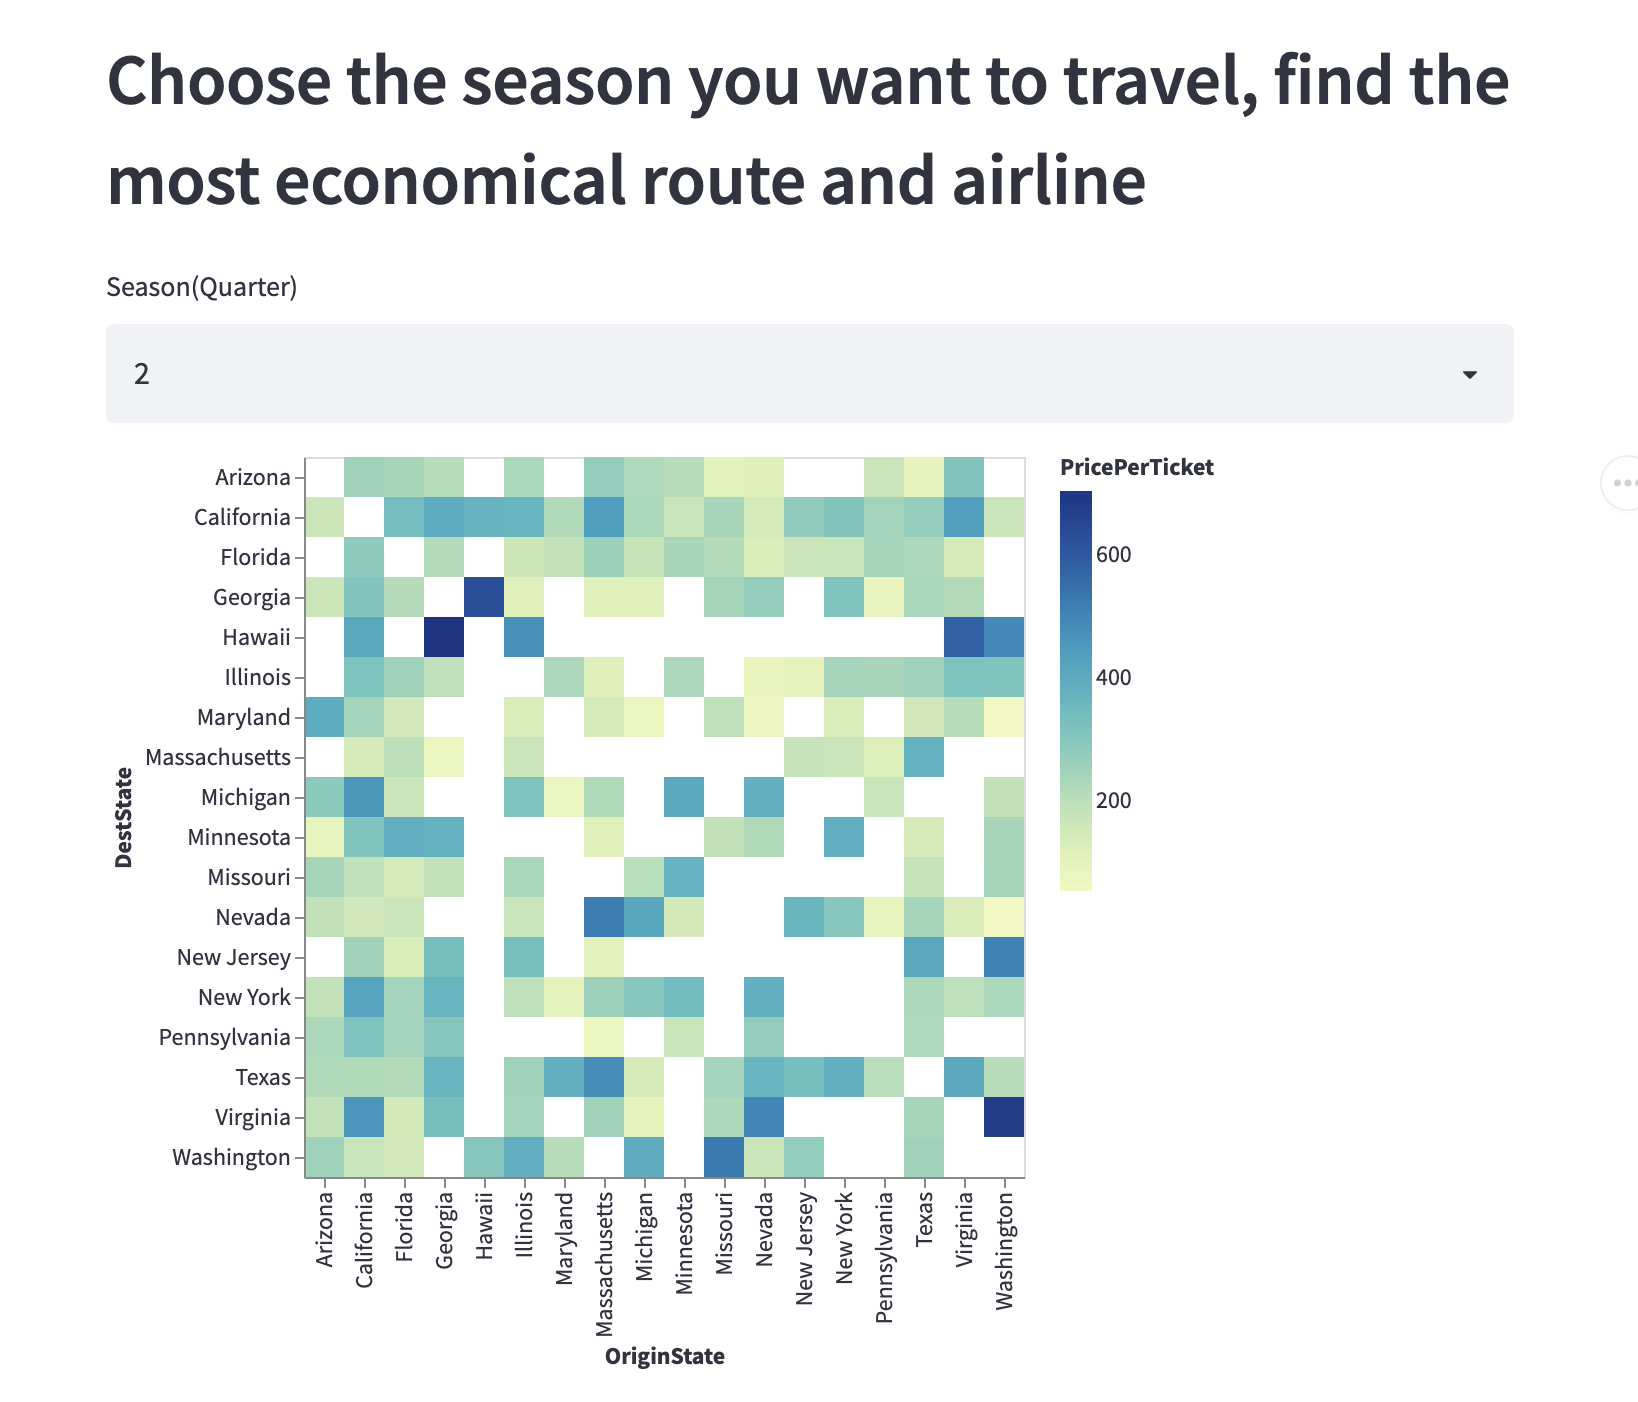 Choose the season you want to travel, find the
most economical route and airline
Season(Quarter)
2
PricePerTicket
600
400
200
DestState
Arizona
California
Florida
Georgia
Hawaii
Illinois
Maryland
Massachusetts
Michigan
Minnesota
Missouri
Nevada
New Jersey
New York
Pennsylvania
Texas
Virginia
Washington
Arizona
California
Florida
Georgia
Hawaii
Illinois
Maryland
Massachusetts
Michigan
Minnesota
Missouri
Nevada
New Jersey
New York
Pennsylvania
Texas
Virginia
Washington
OriginState